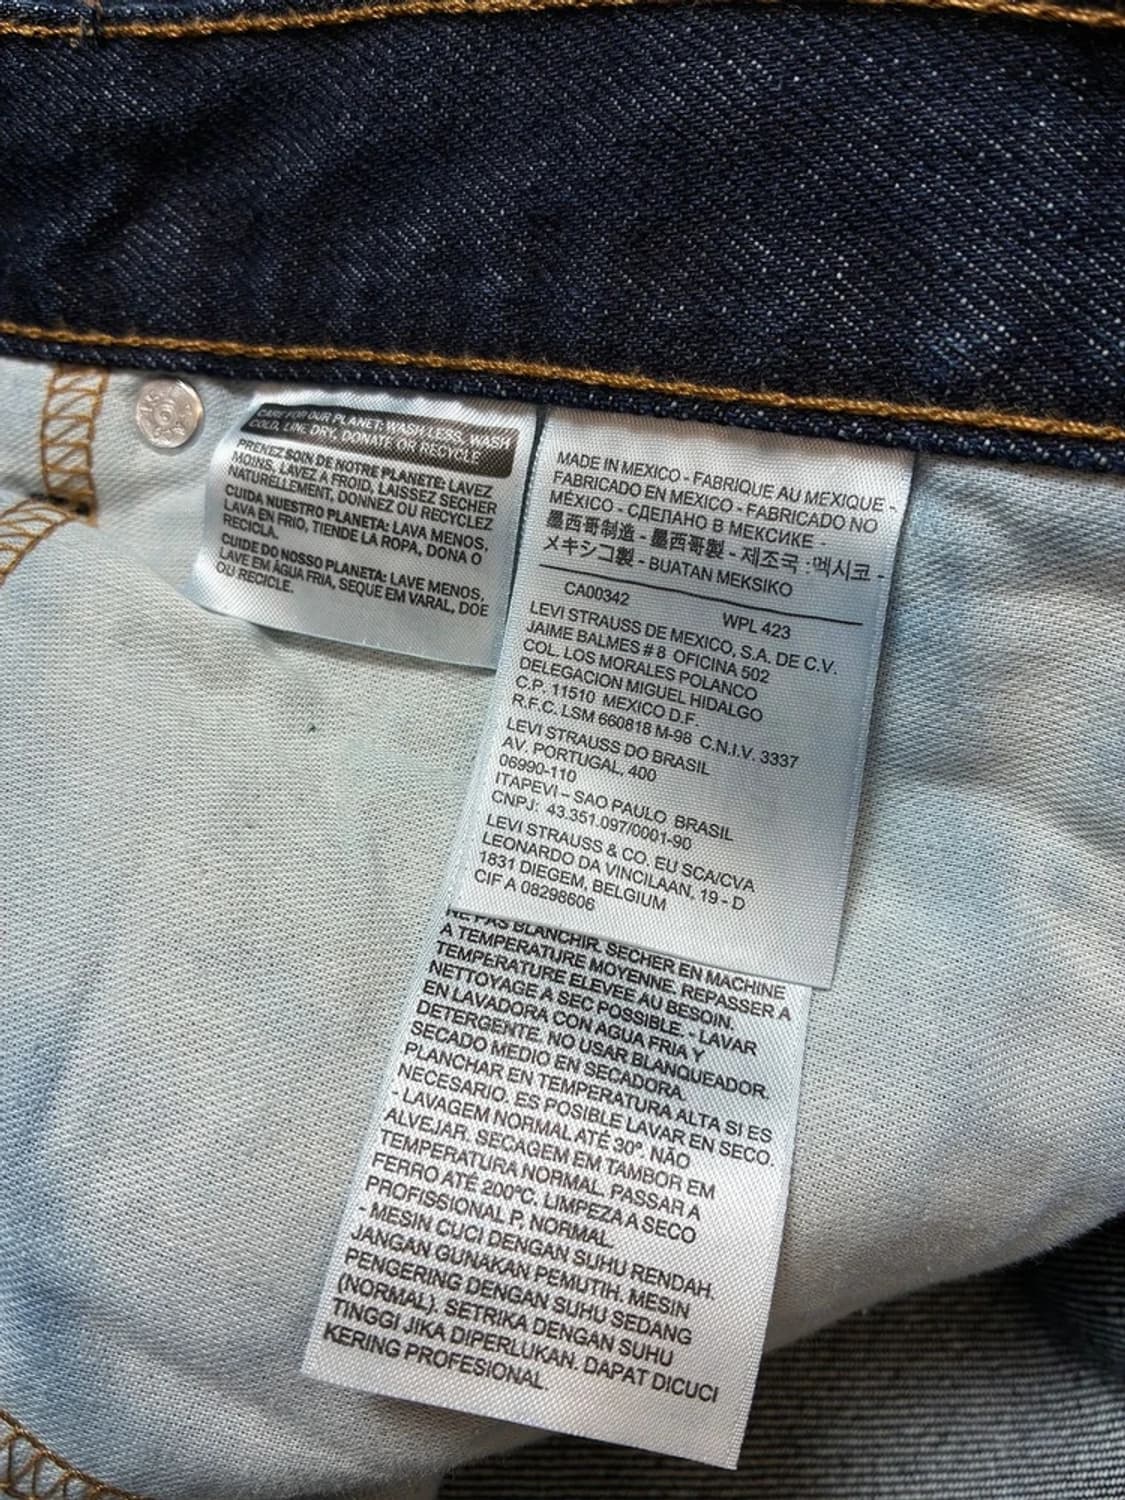 CARE FOR OUR PLANET: WASH LESS, WASH
COLD, LINE DRY, DONATE OR RECYCLE
PRENEZ SOIN DE NOTRE PLANETE: LAVEZ
MOINS, LAVEZ À FROID, LAISSEZ SECHER
NATURELLEMENT, DONNEZ OU RECYCLEZ
CUIDA NUESTRO PLANETA: LAVA MENOS,
LAVA EN FRIO, TIENDE LA ROPA, DONA O
RECICLA.
CUIDE DO NOSSO PLANETA: LAVE MENOS,
LAVE EM ÀGUA FRIA, SEQUE EM VARAL, DOE
OU RECICLE.
MADE IN MEXICO - FABRIQUE AU MEXIQUE -
FABRICADO EN MEXICO - FABRICADO NO
MÉXICO - СДЕЛАНО В МЕКСИКЕ -
墨西哥制造 - 墨西哥製 - 제조국 :멕시코 -
メキシコ製 - BUATAN MEKSIKO
CA00342 WPL 423
LEVI STRAUSS DE MEXICO, S.A. DE C.V.
JAIME BALMES # 8 OFICINA 502
COL. LOS MORALES POLANCO
DELEGACION MIGUEL HIDALGO
C.P. 11510 MEXICO D.F.
R.F.C. LSM 660818 M-98 C.N.I.V. 3337
LEVI STRAUSS DO BRASIL
AV. PORTUGAL, 400
06990-110
ITAPEVI – SAO PAULO BRASIL
CNPJ: 43.351.097/0001-90
LEVI STRAUSS & CO. EU SCA/CVA
LEONARDO DA VINCILAAN, 19 - D
1831 DIEGEM, BELGIUM
CIF A 08298606
NE PAS BLANCHIR. SECHER EN MACHINE
A TEMPERATURE MOYENNE. REPASSER A
TEMPERATURE ELEVEE AU BESOIN.
NETTOYAGE A SEC POSSIBLE. - LAVAR
EN LAVADORA CON AGUA FRIA Y
DETERGENTE. NO USAR BLANQUEADOR.
SECADO MEDIO EN SECADORA.
PLANCHAR EN TEMPERATURA ALTA SI ES
NECESARIO. ES POSIBLE LAVAR EN SECO.
- LAVAGEM NORMAL ATÉ 30º. NÃO
ALVEJAR. SECAGEM EM TAMBOR EM
TEMPERATURA NORMAL. PASSAR A
FERRO ATÉ 200ºC. LIMPEZA A SECO
PROFISSIONAL P, NORMAL.
- MESIN CUCI DENGAN SUHU RENDAH.
JANGAN GUNAKAN PEMUTIH. MESIN
PENGERING DENGAN SUHU SEDANG
(NORMAL). SETRIKA DENGAN SUHU
TINGGI JIKA DIPERLUKAN. DAPAT DICUCI
KERING PROFESIONAL.